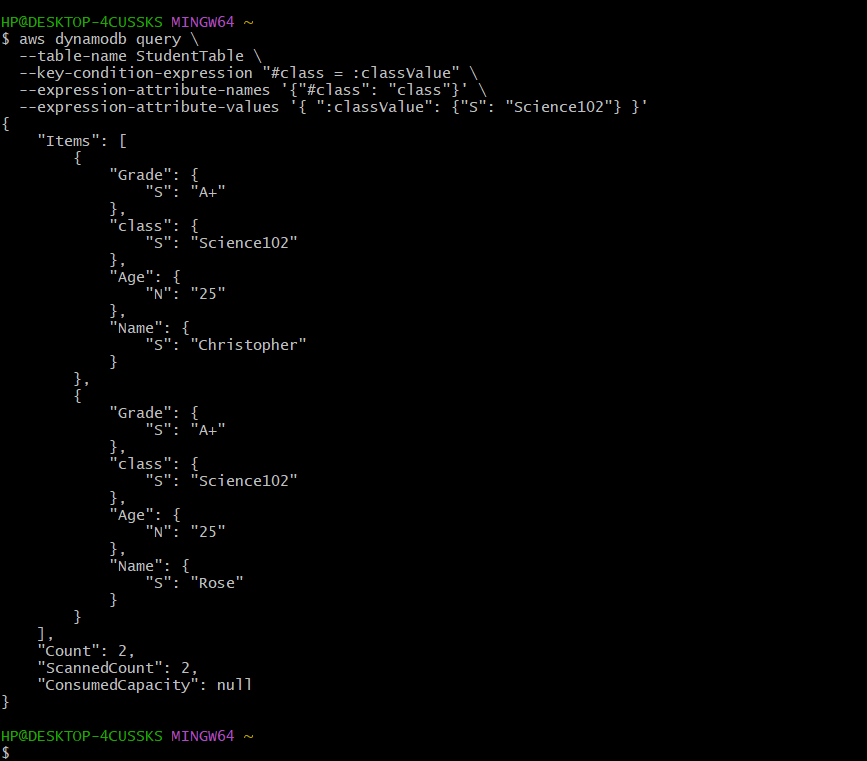 HP@DESKTOP-4CUSSKS MINGW64 ~
$ aws dynamodb query \
  --table-name StudentTable \
  --key-condition-expression "#class = :classValue" \
  --expression-attribute-names '{"#class": "class"}' \
  --expression-attribute-values '{ ":classValue": {"S": "Science102"} }'
{
    "Items": [
        {
            "Grade": {
                "S": "A+"
            },
            "class": {
                "S": "Science102"
            },
            "Age": {
                "N": "25"
            },
            "Name": {
                "S": "Christopher"
            }
        },
        {
            "Grade": {
                "S": "A+"
            },
            "class": {
                "S": "Science102"
            },
            "Age": {
                "N": "25"
            },
            "Name": {
                "S": "Rose"
            }
        }
    ],
    "Count": 2,
    "ScannedCount": 2,
    "ConsumedCapacity": null
}
HP@DESKTOP-4CUSSKS MINGW64 ~
$